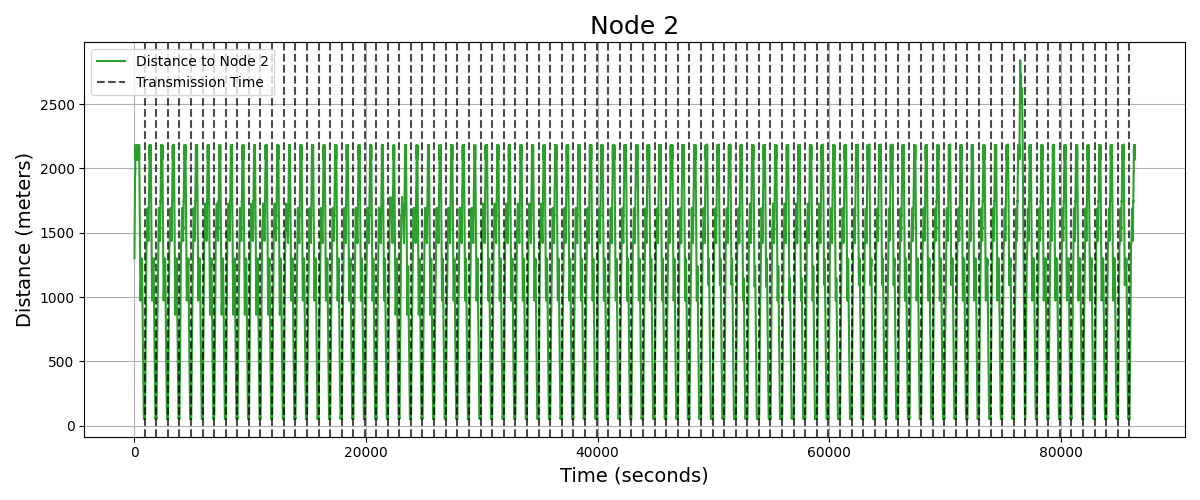 Node 2
Distance to Node 2
Transmission Time
Distance (meters)
2500
2000
1500
1000
500
0
0 20000 40000 60000 80000
Time (seconds)